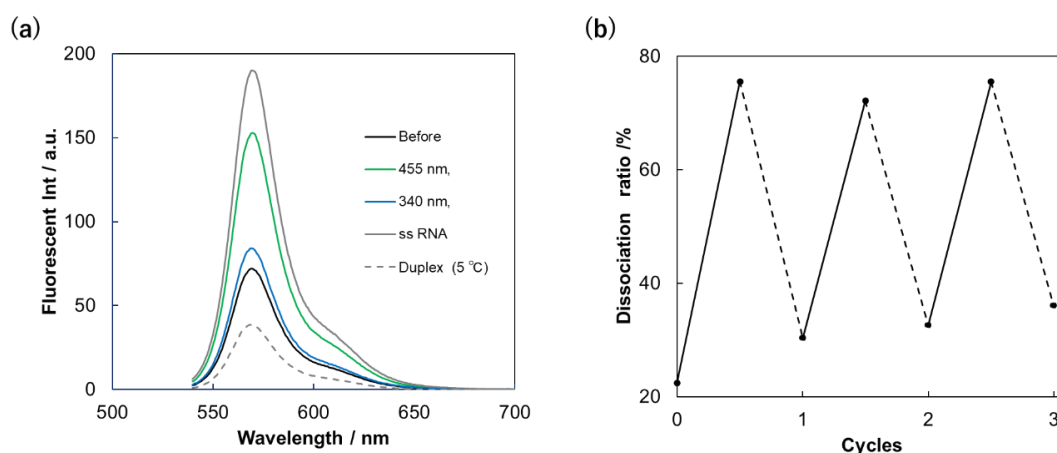 (a)
200
150
100
50
0
500
550
600
650
700
Fluorescent Int / a.u.
Wavelength / nm
Before
455 nm,
340 nm,
ss RNA
Duplex (5 ℃)
(b)
80
60
40
20
0
1
2
3
Dissociation ratio /%
Cycles